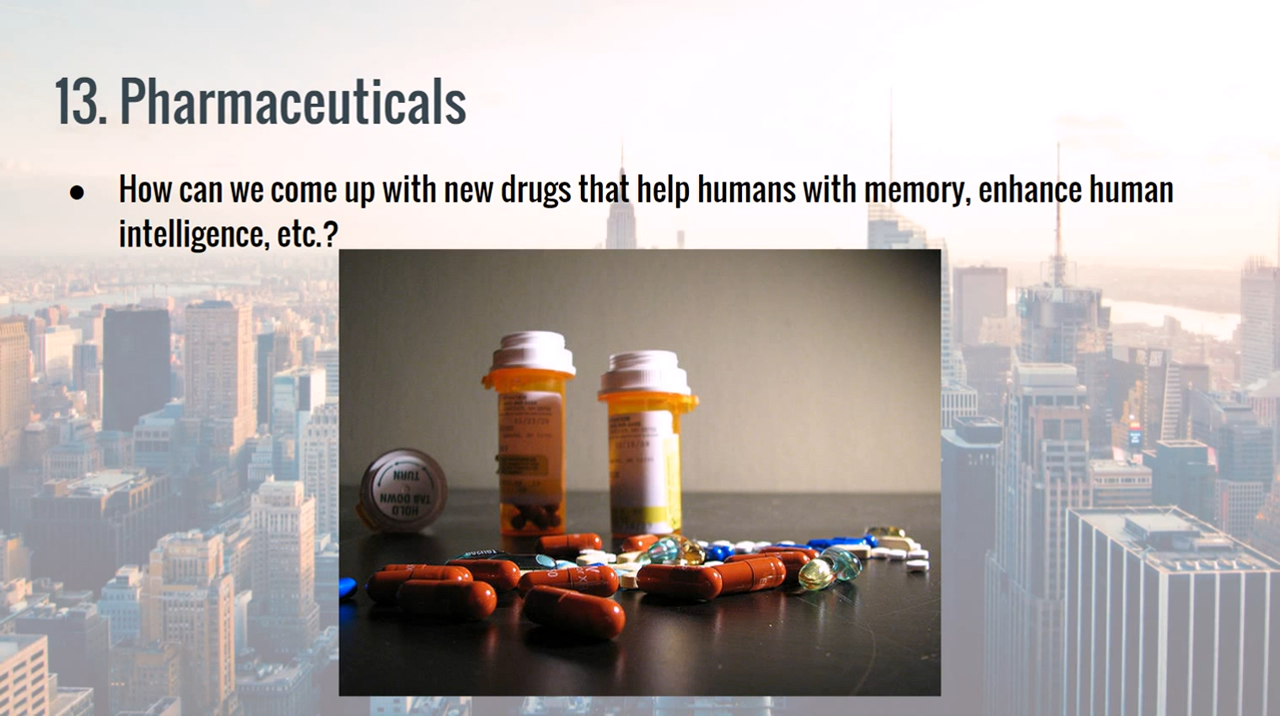 13. Pharmaceuticals
● How can we come up with new drugs that help humans with memory, enhance human
intelligence, etc.?
TURN
TAB DOWN
HOLD